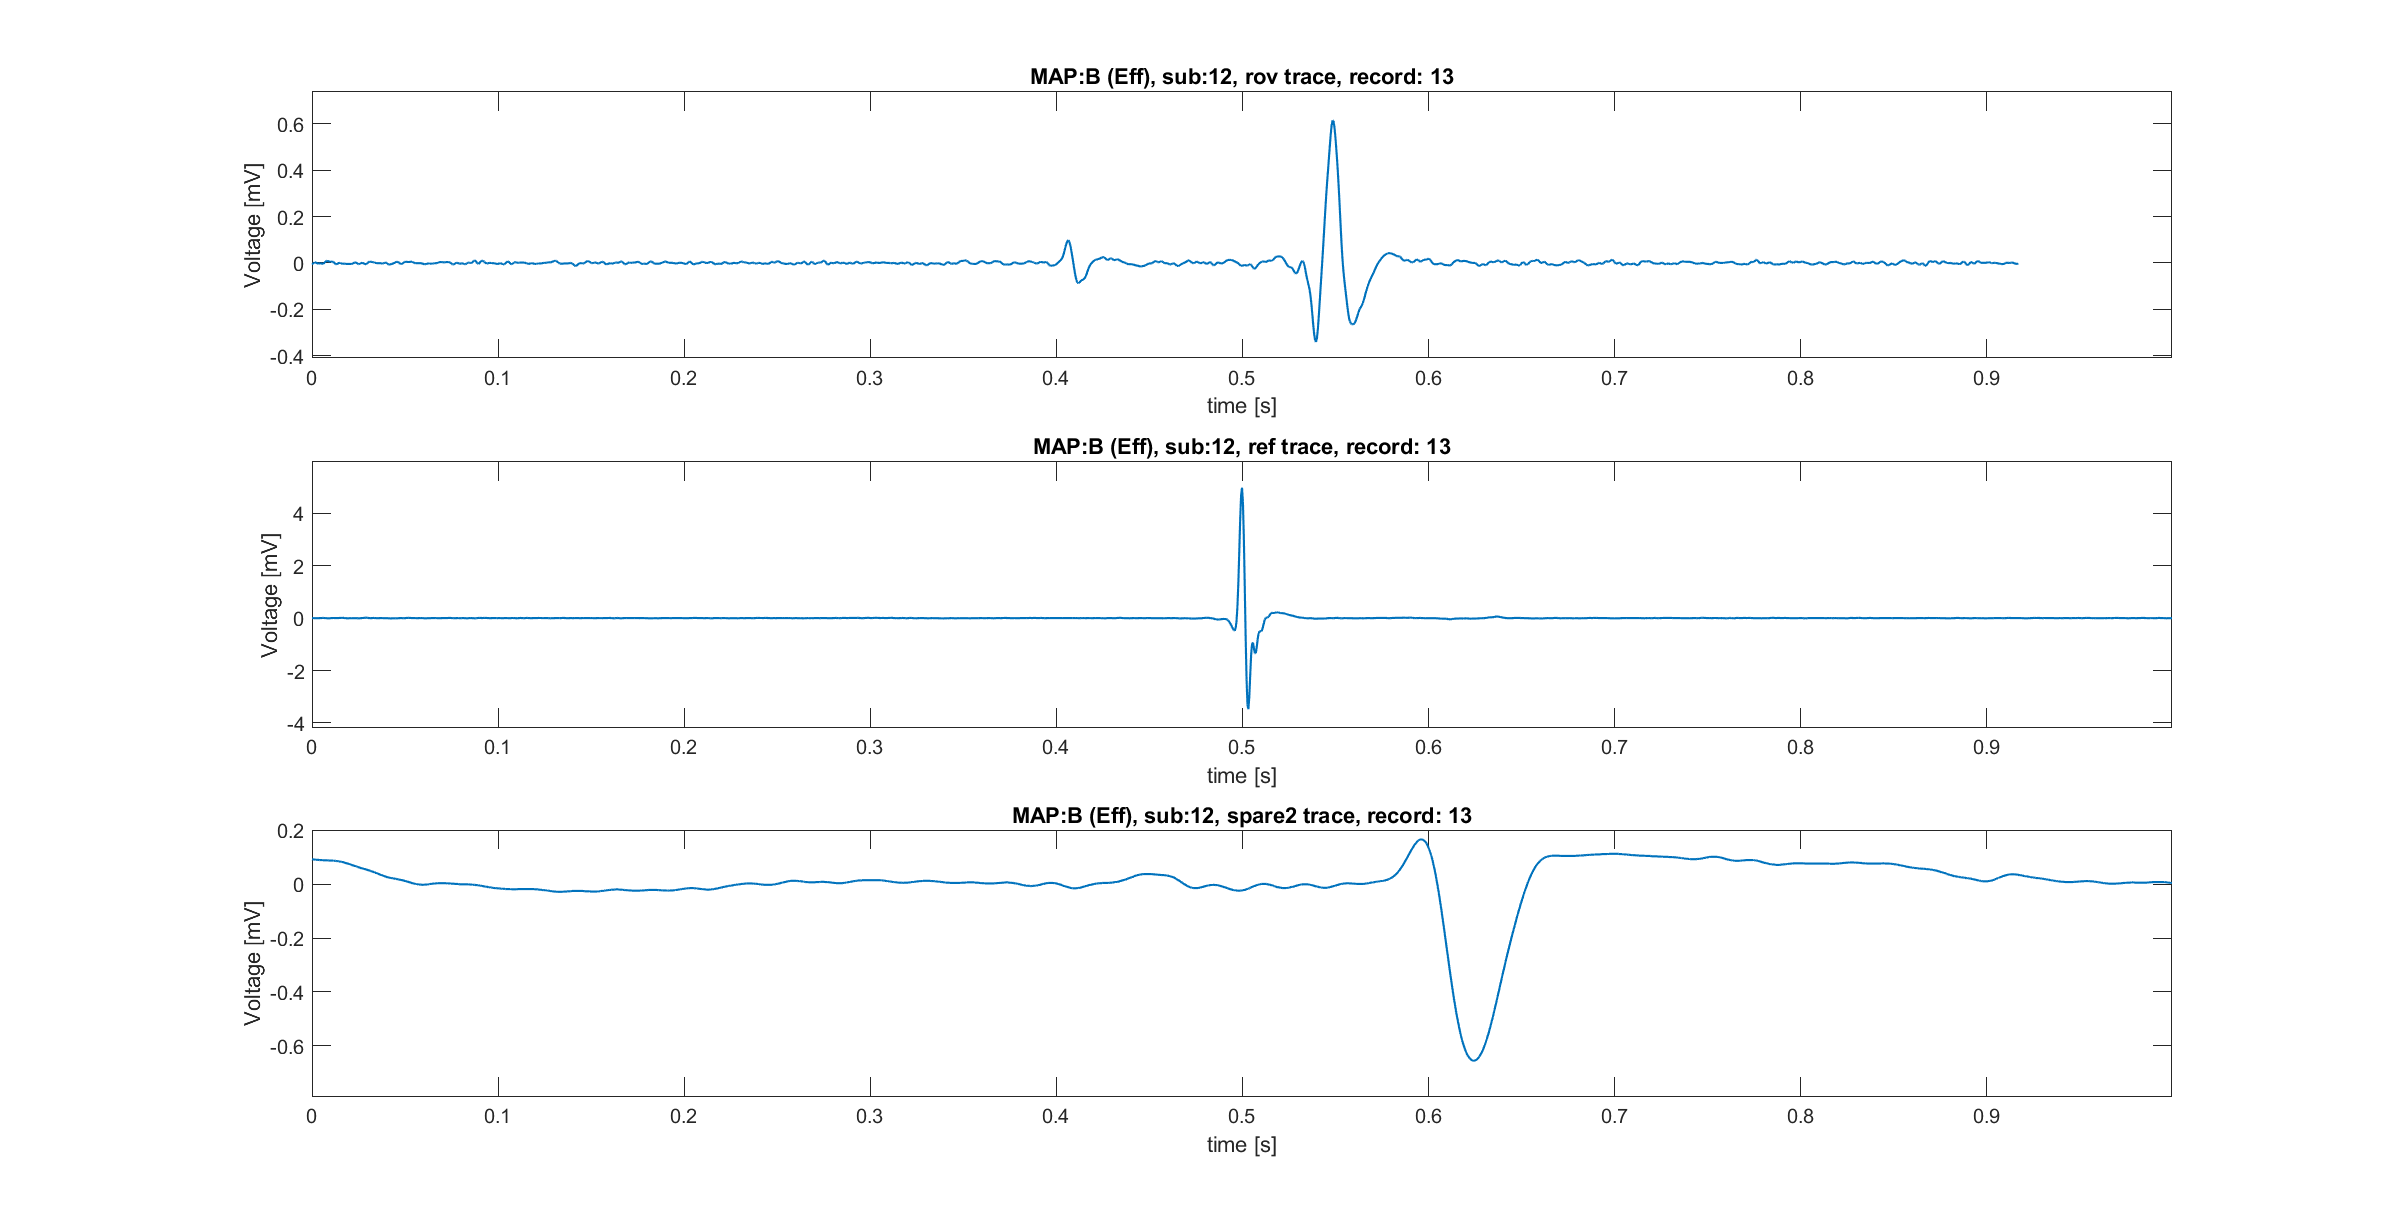 MAP:B (Eff), sub:12, rov trace, record: 13
Voltage [mV]
0.6
0.4
0.2
0
-0.2
-0.4
0 0.1 0.2 0.3 0.4 0.5 0.6 0.7 0.8 0.9
time [s]
MAP:B (Eff), sub:12, ref trace, record: 13
Voltage [mV]
4
2
0
-2
-4
0 0.1 0.2 0.3 0.4 0.5 0.6 0.7 0.8 0.9
time [s]
MAP:B (Eff), sub:12, spare2 trace, record: 13
Voltage [mV]
0.2
0
-0.2
-0.4
-0.6
0 0.1 0.2 0.3 0.4 0.5 0.6 0.7 0.8 0.9
time [s]